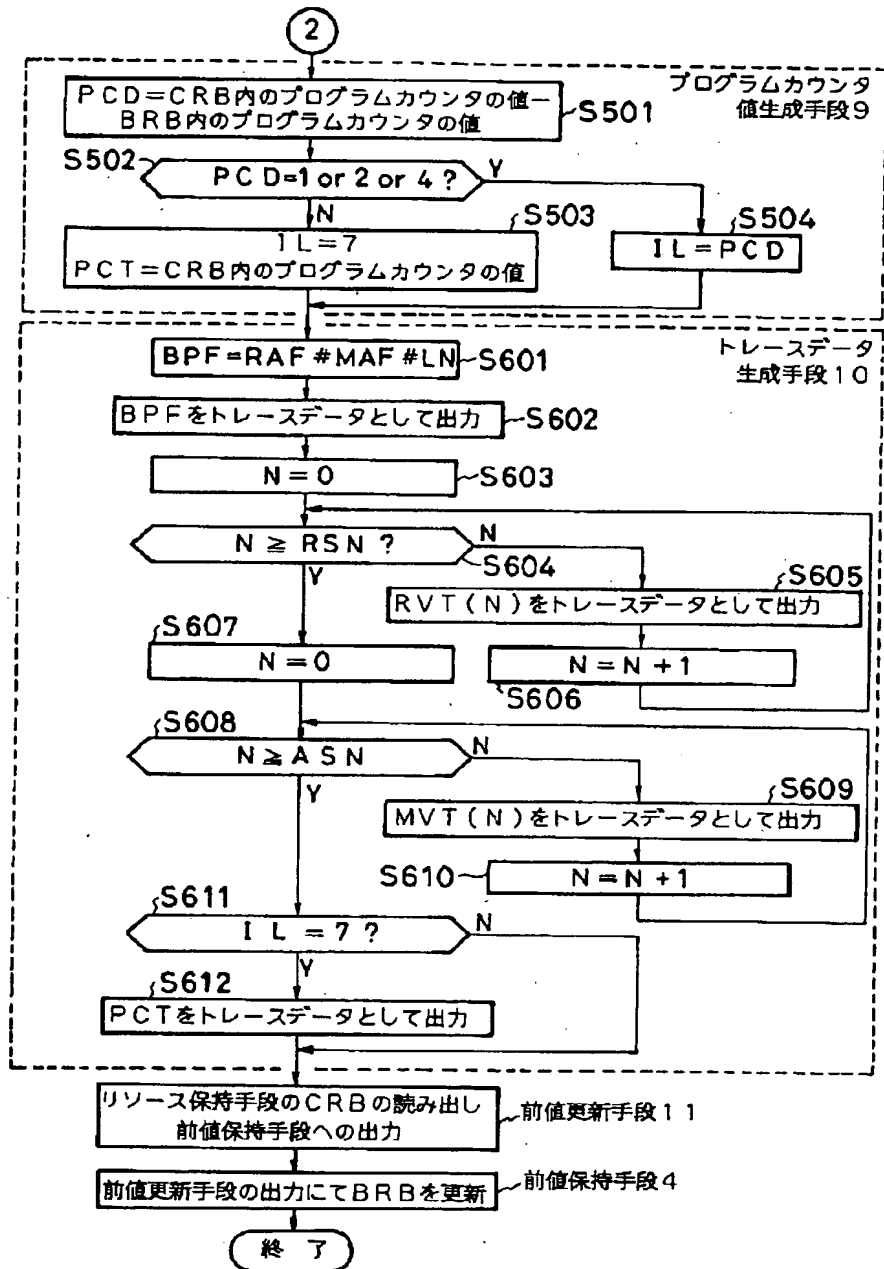 2
プログラムカウンタ
値生成手段9
PCD=CRB内のプログラムカウンタの値−
BRB内のプログラムカウンタの値
S501
S502
PCD=1 or 2 or 4 ?
Y
N
S503
IL=7
PCT=CRB内のプログラムカウンタの値
S504
IL=PCD
トレースデータ
生成手段10
BPF=RAF#MAF#LN
S601
BPFをトレースデータとして出力
S602
N=0
S603
N≧RSN?
N
S604
Y
S605
RVT(N)をトレースデータとして出力
S607
N=0
N=N+1
S606
S608
N≧ASN
N
Y
S609
MVT(N)をトレースデータとして出力
S610
N=N+1
S611
IL=7?
N
Y
S612
PCTをトレースデータとして出力
リソース保持手段のCRBの読み出し
前値保持手段への出力
前値更新手段11
前値更新手段の出力にてBRBを更新
前値保持手段4
終了